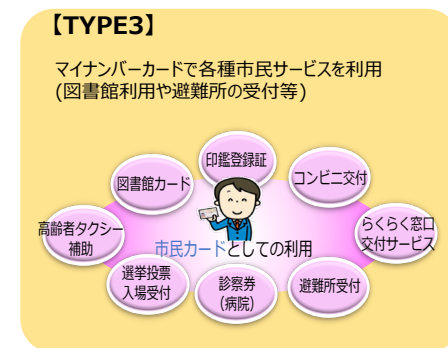 【TYPE3】
マイナンバーカードで各種市民サービスを利用
(図書館利用や避難所の受付等)
印鑑登録証
図書館カード
コンビニ交付
高齢者タクシー
補助
らくらく窓口
交付サービス
市民カードとしての利用
選挙投票
入場受付
診察券
(病院)
避難所受付